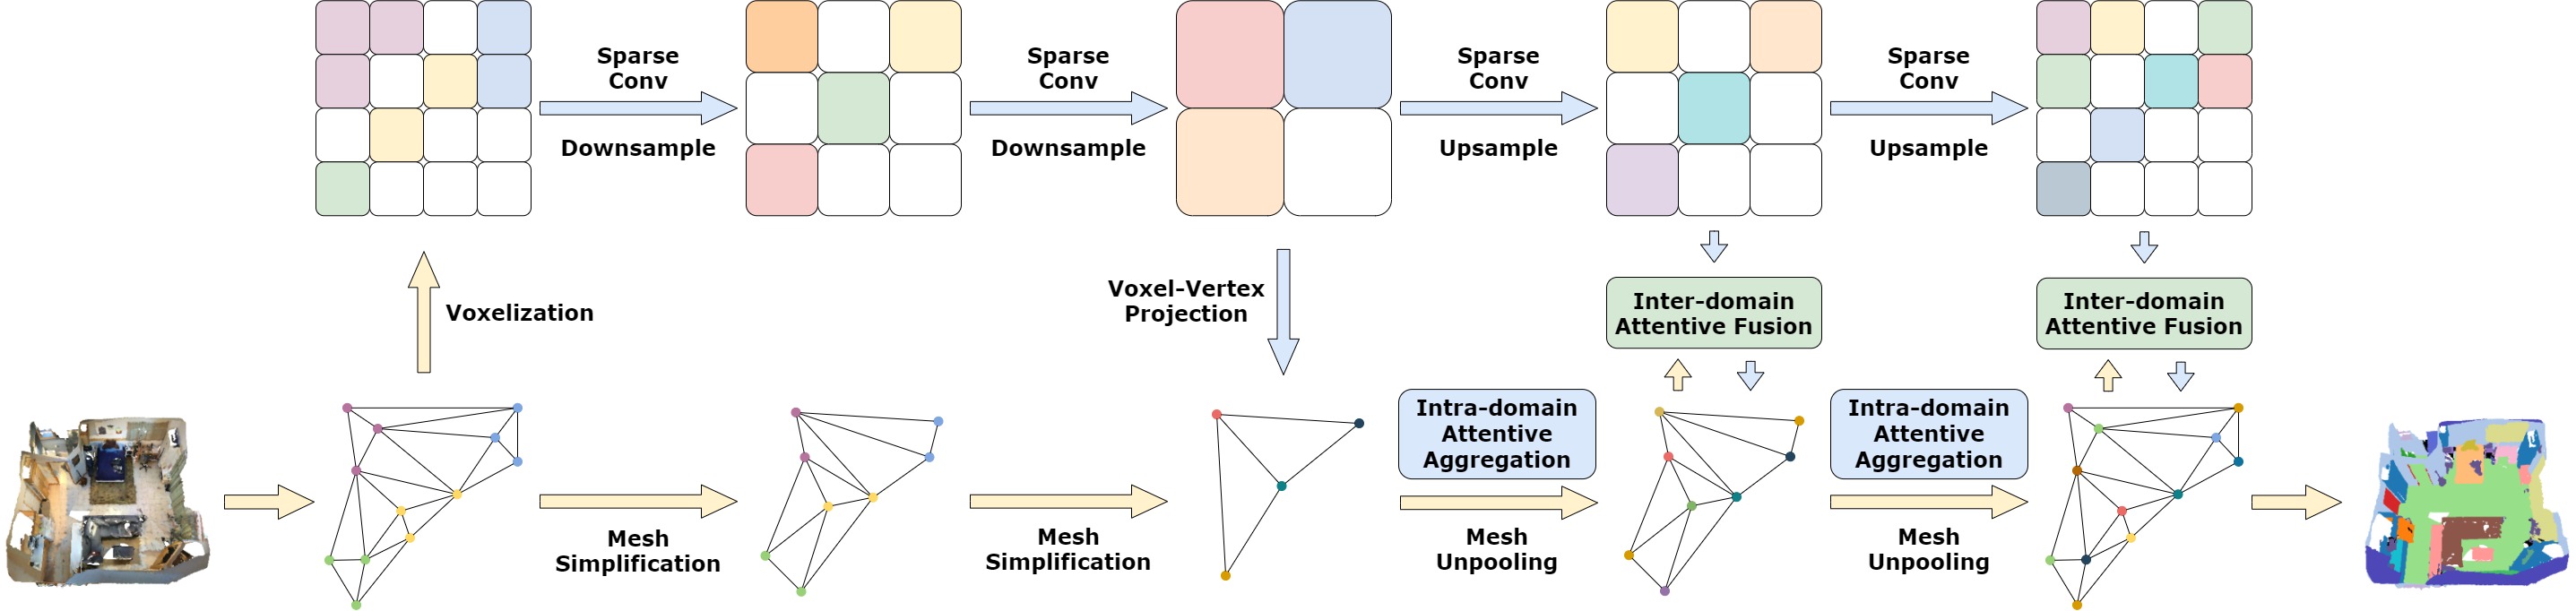 Sparse
Conv
Downsample
Sparse
Conv
Downsample
Sparse
Conv
Upsample
Sparse
Conv
Upsample
Voxelization
Voxel-Vertex
Projection
Inter-domain
Attentive Fusion
Inter-domain
Attentive Fusion
Intra-domain
Attentive
Aggregation
Intra-domain
Attentive
Aggregation
Mesh
Simplification
Mesh
Simplification
Mesh
Unpooling
Mesh
Unpooling